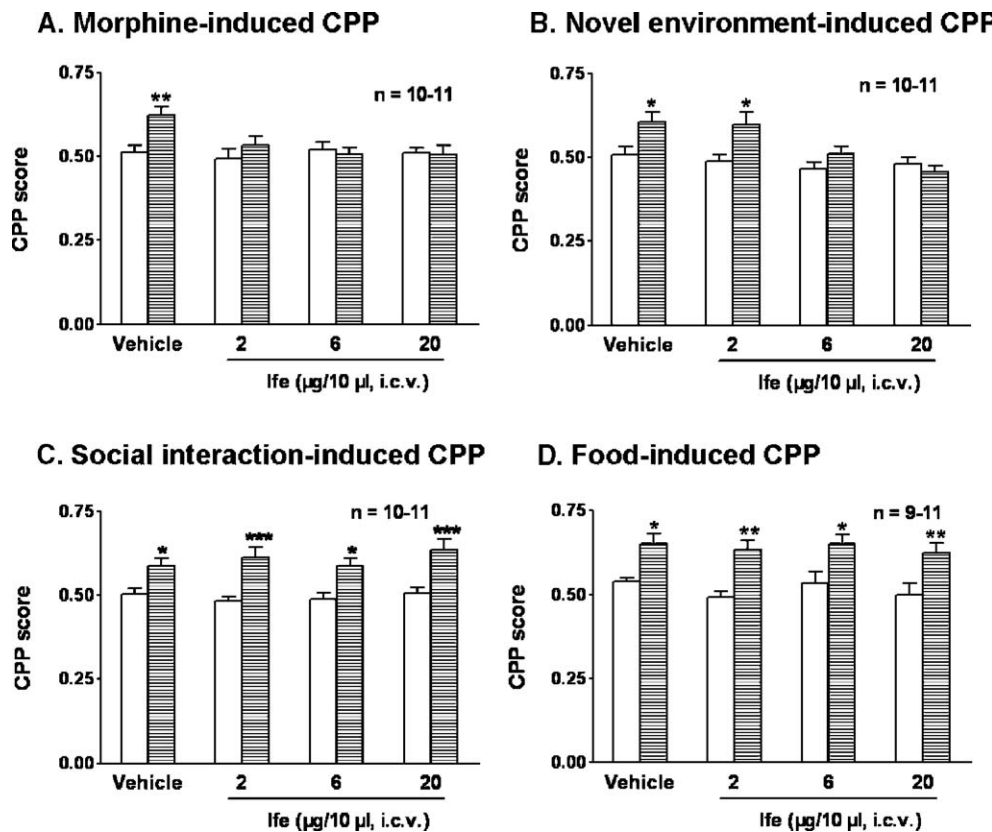 A. Morphine-induced CPP
0.75
**
n = 10-11
0.50
CPP score
0.25
0.00
Vehicle 2 6 20
Ife (µg/10 µl, i.c.v.)
B. Novel environment-induced CPP
0.75
* *
n = 10-11
0.50
CPP score
0.25
0.00
Vehicle 2 6 20
Ife (µg/10 µl, i.c.v.)
C. Social interaction-induced CPP
0.75
n = 10-11
* *** * ***
0.50
CPP score
0.25
0.00
Vehicle 2 6 20
Ife (µg/10 µl, i.c.v.)
D. Food-induced CPP
0.75
n = 9-11
* ** * **
0.50
CPP score
0.25
0.00
Vehicle 2 6 20
Ife (µg/10 µl, i.c.v.)